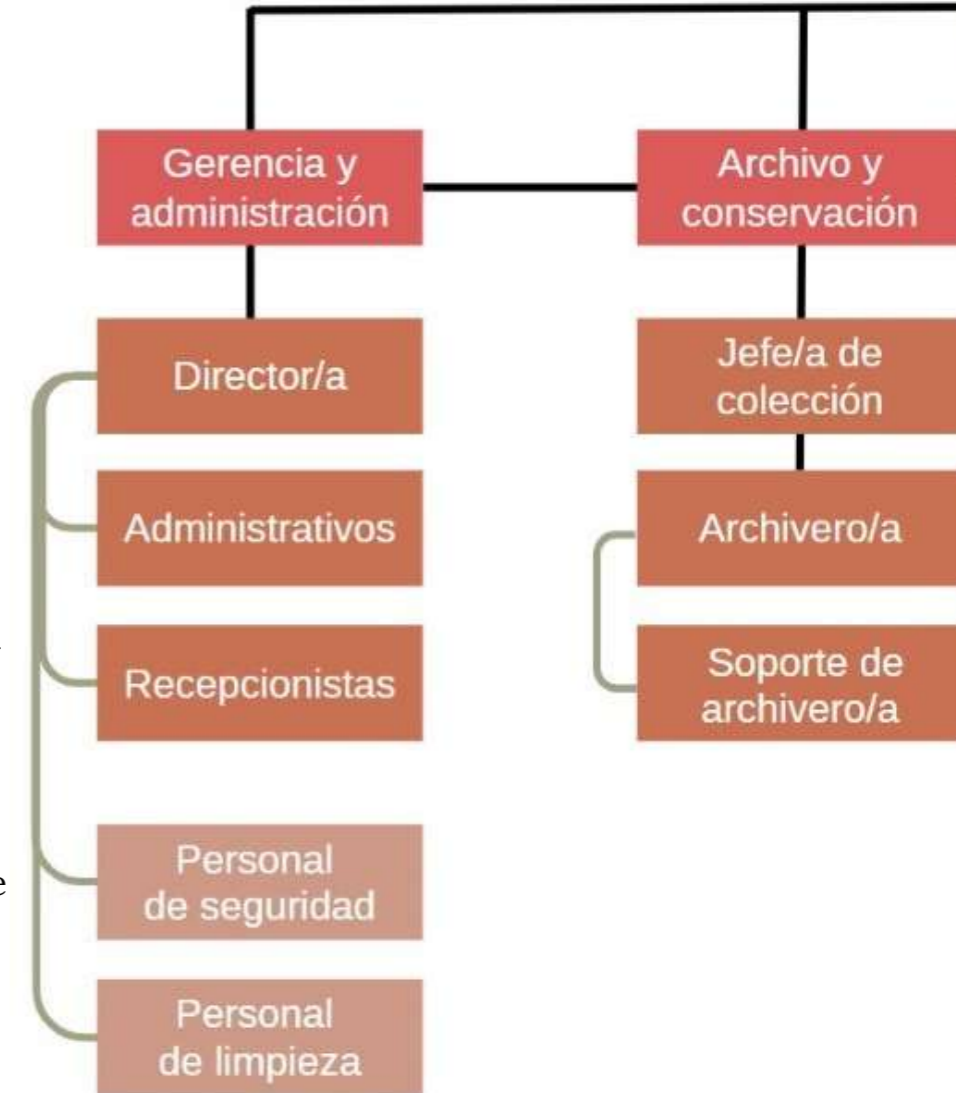 Gerencia y
administración
Archivo y
conservación
Director/a
Jefe/a de
colección
Administrativos
Archivero/a
Recepcionistas
Soporte de
archivero/a
Personal
de seguridad
e
Personal
de limpieza